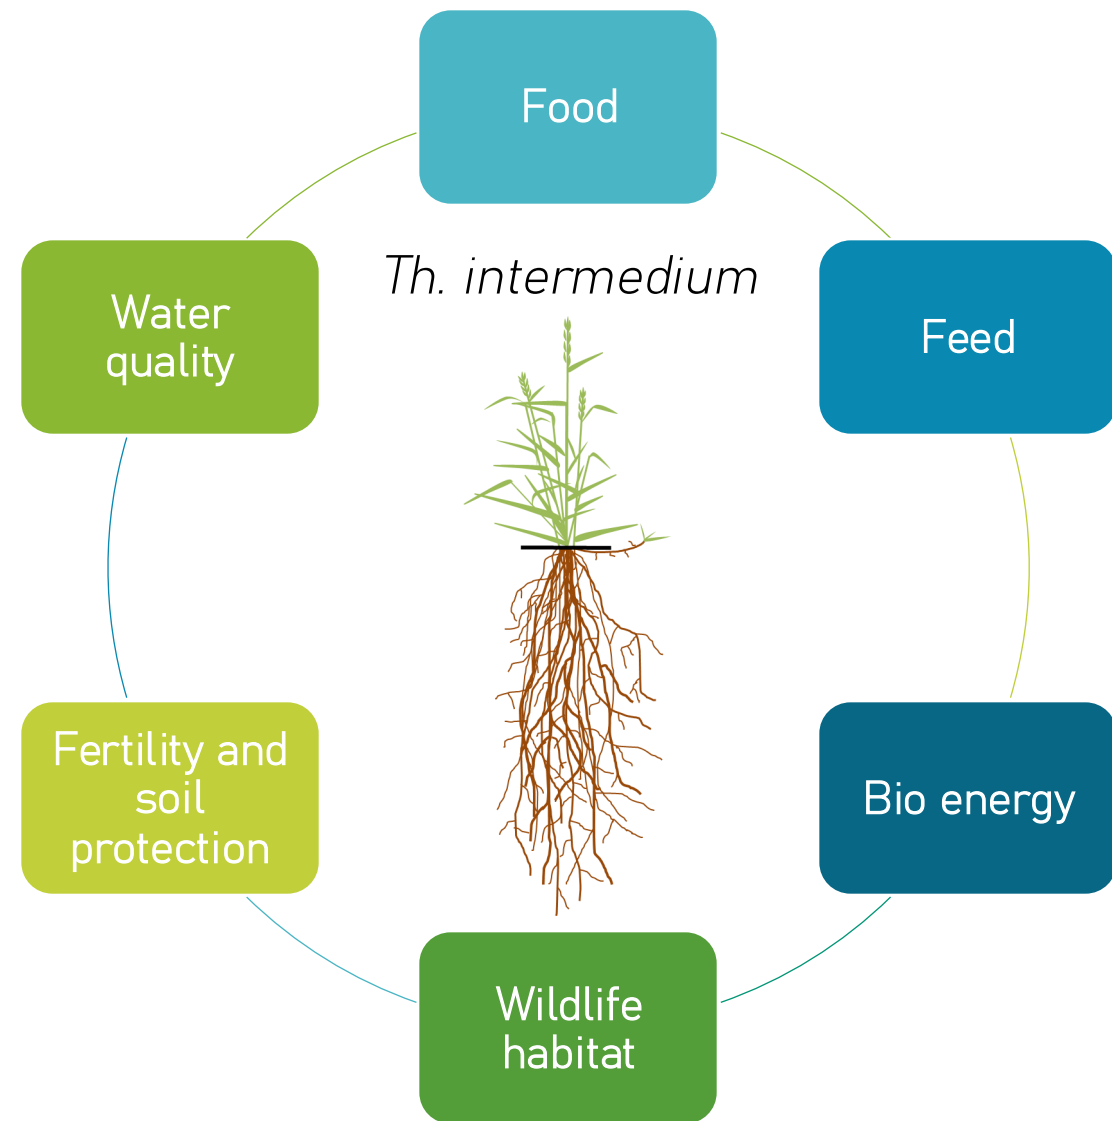 Food
Th. intermedium
Water
quality
Feed
Fertility and
soil
protection
Bio energy
Wildlife
habitat